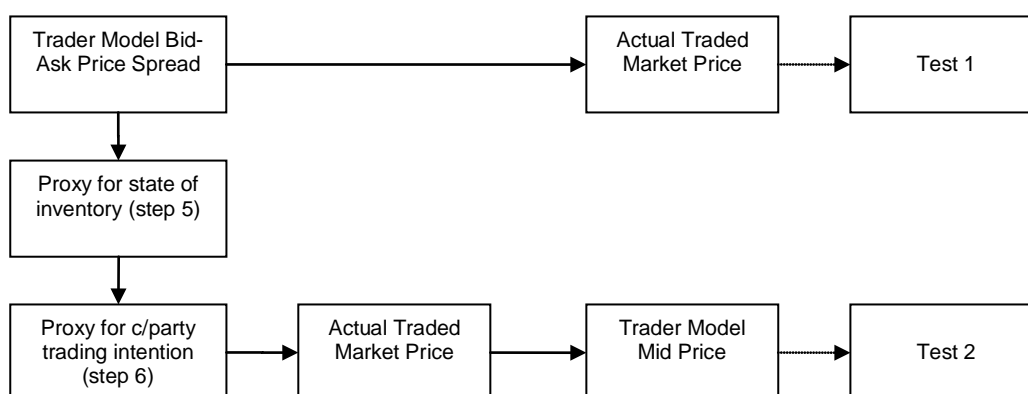 Trader Model Bid-
Ask Price Spread
Actual Traded
Market Price
Test 1
Proxy for state of
inventory (step 5)
Proxy for c/party
trading intention
(step 6)
Actual Traded
Market Price
Trader Model
Mid Price
Test 2